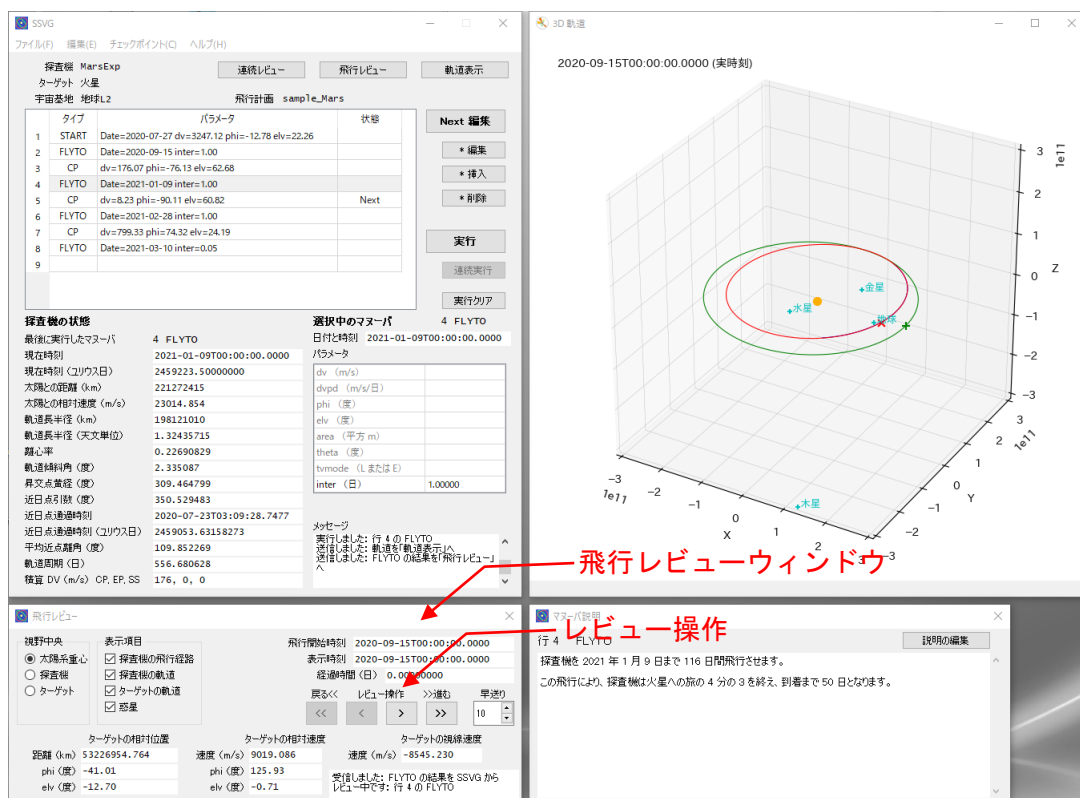 SSVG
ファイル(F) 編集(E) チェックポイント(C) ヘルプ(H)
探査機 MarsExp
ターゲット 火星
宇宙基地 地球L2
連続レビュー 飛行レビュー 軌道表示
飛行計画 sample_Mars
タイプ パラメータ 状態
1 START Date=2020-07-27 dv=3247.12 phi=-12.78 elv=22.26
2 FLYTO Date=2020-09-15 inter=1.00
3 CP dv=176.07 phi=-76.13 elv=62.68
4 FLYTO Date=2021-01-09 inter=1.00
5 CP dv=8.23 phi=-90.11 elv=60.82 Next
6 FLYTO Date=2021-02-28 inter=1.00
7 CP dv=799.33 phi=74.32 elv=24.19
8 FLYTO Date=2021-03-10 inter=0.05
9
Next 編集
* 編集
* 挿入
* 削除
実行
連続実行
実行クリア
探査機の状態
最後に実行したマヌーバ 4 FLYTO
現在時刻 2021-01-09T00:00:00.0000
現在時刻 (ユリウス日) 2459223.50000000
太陽との距離 (km) 221272415
太陽との相対速度 (m/s) 23014.854
軌道長半径 (km) 198121010
軌道長半径 (天文単位) 1.32435715
離心率 0.22690829
軌道傾斜角 (度) 2.335087
昇交点黄経 (度) 309.464799
近日点引数 (度) 350.529483
近日点通過時刻 2020-07-23T03:09:28.7477
近日点通過時刻 (ユリウス日) 2459053.63158273
平均近点離角 (度) 109.852269
軌道周期 (日) 556.680628
積算 DV (m/s) CP, EP, SS 176, 0, 0
選択中のマヌーバ 4 FLYTO
日付と時刻 2021-01-09T00:00:00.0000
パラメータ
dv (m/s)
dvpd (m/s/日)
phi (度)
elv (度)
area (平方 m)
theta (度)
tvmode (L または E)
inter (日) 1.00000
メッセージ
実行しました: 行 4 の FLYTO
送信しました: 軌道を「軌道表示」へ
送信しました: FLYTO の結果を「飛行レビュー」
へ
3D 軌道
2020-09-15T00:00:00.0000 (実時刻)
3
2
1
0
−1
−2
−3
1e11
Z
金星
水星
地球
木星
−3
−2
−1
0
1
2
3
1e11
X
3
2
1
0
−1
−2
−3
1e11
Y
飛行レビューウィンドウ
レビュー操作
飛行レビュー
視野中央
太陽系重心
探査機
ターゲット
表示項目
探査機の飛行経路
探査機の軌道
ターゲットの軌道
惑星
飛行開始時刻 2020-09-15T00:00:00.0000
表示時刻 2020-09-15T00:00:00.0000
経過時間 (日) 0.00000000
戻る<< レビュー操作 >>進む 早送り
<< < > >> 10
ターゲットの相対位置
距離 (km) 53226954.764
phi (度) -41.01
elv (度) -12.70
ターゲットの相対速度
速度 (m/s) 9019.086
phi (度) 125.93
elv (度) -0.71
ターゲットの視線速度
速度 (m/s) -8545.230
受信しました: FLYTO の結果を SSVG から
レビュー中です: 行 4 の FLYTO
マヌーバ説明
行 4 FLYTO
説明の編集
探査機を 2021 年 1 月 9 日まで 116 日間飛行させます。
この飛行により、探査機は火星への旅の 4 分の 3 を終え、到着まで 50 日となります。